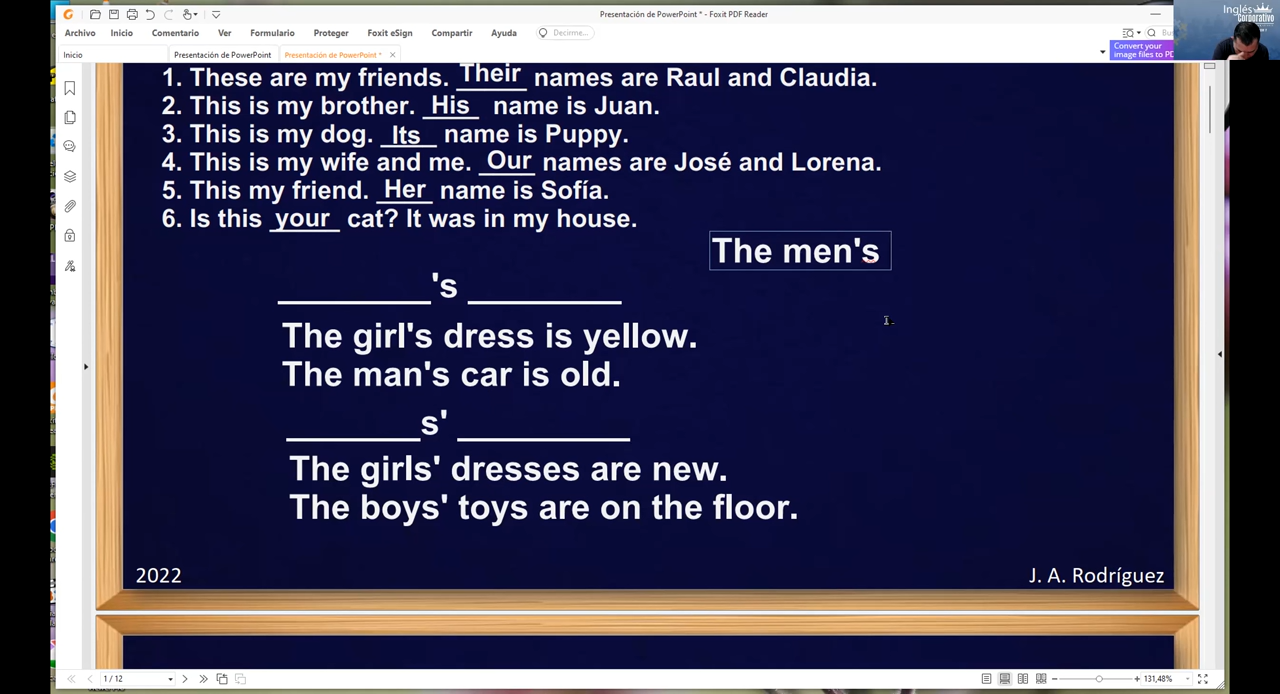 Presentación de PowerPoint * - Foxit PDF Reader
Inglés
Corporativo
Archivo Inicio Comentario Ver Formulario Proteger Foxit eSign Compartir Ayuda Decirme...
Convert your
image files to PD
Inicio Presentación de PowerPoint Presentación de PowerPoint *
1. These are my friends. Their names are Raul and Claudia.
2. This is my brother. His name is Juan.
3. This is my dog. Its name is Puppy.
4. This is my wife and me. Our names are José and Lorena.
5. This my friend. Her name is Sofía.
6. Is this your cat? It was in my house.
The men's
___________'s ___________
The girl's dress is yellow.
The man's car is old.
__________s' ____________
The girls' dresses are new.
The boys' toys are on the floor.
2022 J. A. Rodríguez
1 / 12 131,48%